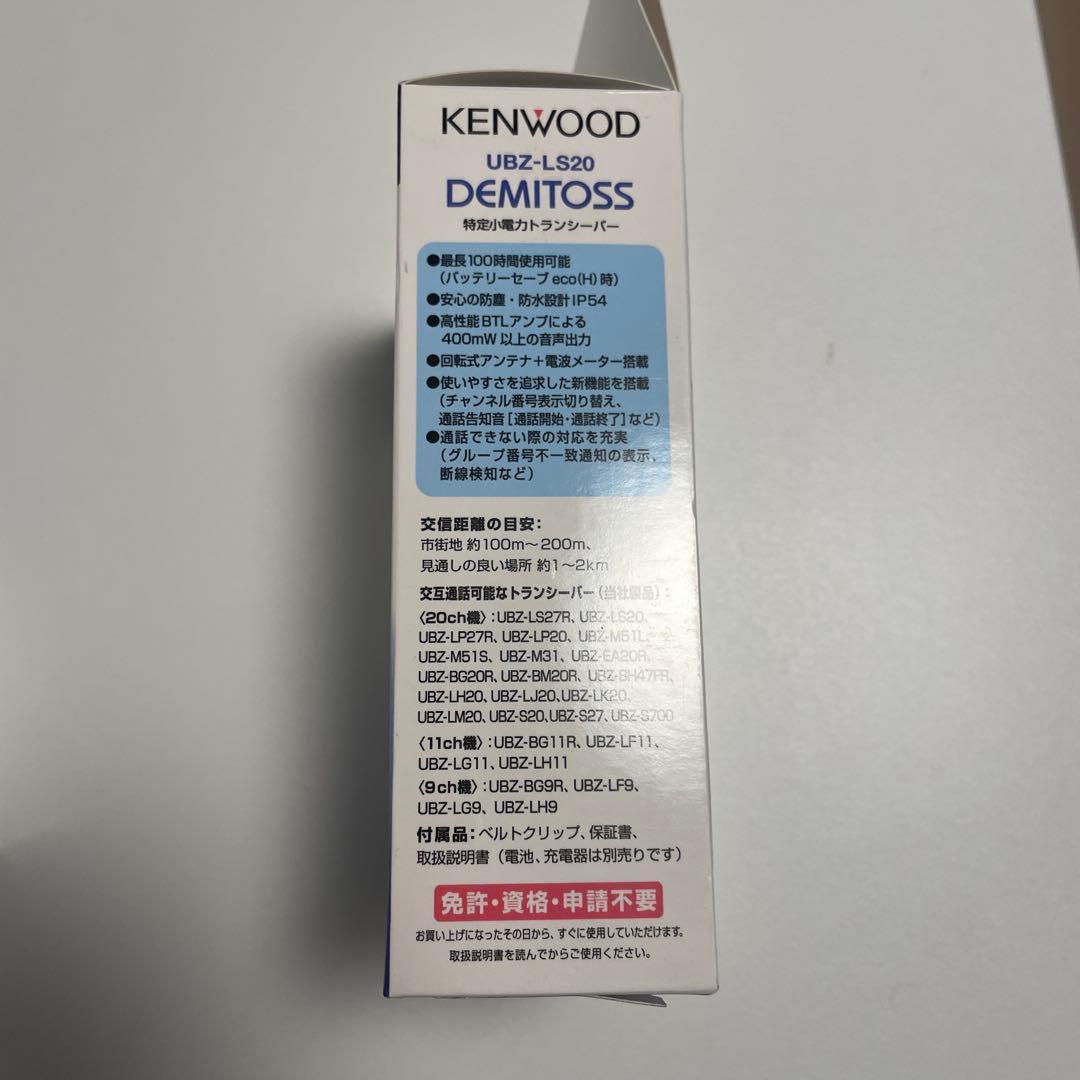 KENWOOD
UBZ-LS20
DEMITOSS
特定小電力トランシーバー
●最長100時間使用可能
(バッテリーセーブ eco(H) 時)
●安心の防塵・防水設計IP54
●高性能BTLアンプによる
400mW 以上の音声出力
●回転式アンテナ+電波メーター搭載
●使いやすさを追求した新機能を搭載
(チャンネル番号表示切り替え、
通話告知音[通話開始・通話終了]など)
●通話できない際の対応を充実
(グループ番号不一致通知の表示、
断線検知など)
交信距離の目安:
市街地 約100m〜200m、
見通しの良い場所 約1〜2km
交互通話可能なトランシーバー(当社製品):
〈20ch機〉:UBZ-LS27R、UBZ-LS20、
UBZ-LP27R、UBZ-LP20、UBZ-M51L、
UBZ-M51S、UBZ-M31、UBZ-EA20R、
UBZ-BG20R、UBZ-BM20R、UBZ-BH47FR、
UBZ-LH20、UBZ-LJ20、UBZ-LK20、
UBZ-LM20、UBZ-S20、UBZ-S27、UBZ-S700
〈11ch機〉:UBZ-BG11R、UBZ-LF11、
UBZ-LG11、UBZ-LH11
〈9ch機〉:UBZ-BG9R、UBZ-LF9、
UBZ-LG9、UBZ-LH9
付属品:ベルトクリップ、保証書、
取扱説明書(電池、充電器は別売りです)
免許・資格・申請不要
お買い上げになったその日から、すぐに使用していただけます。
取扱説明書を読んでからご使用ください。